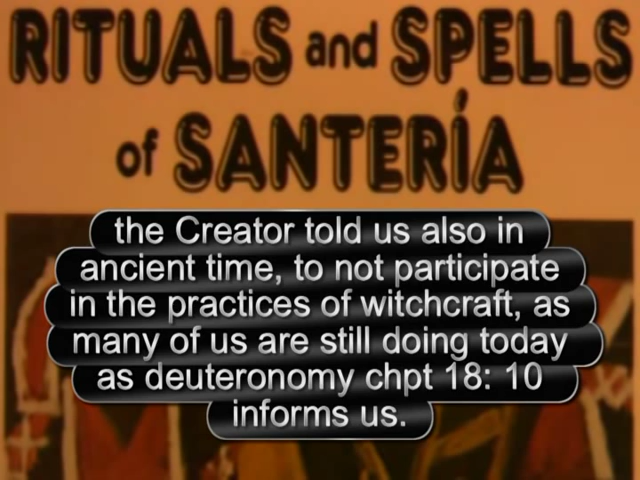 RITUALS and SPELLS
of SANTERÍA
the Creator told us also in
ancient time, to not participate
in the practices of witchcraft, as
many of us are still doing today
as deuteronomy chpt 18: 10
informs us.